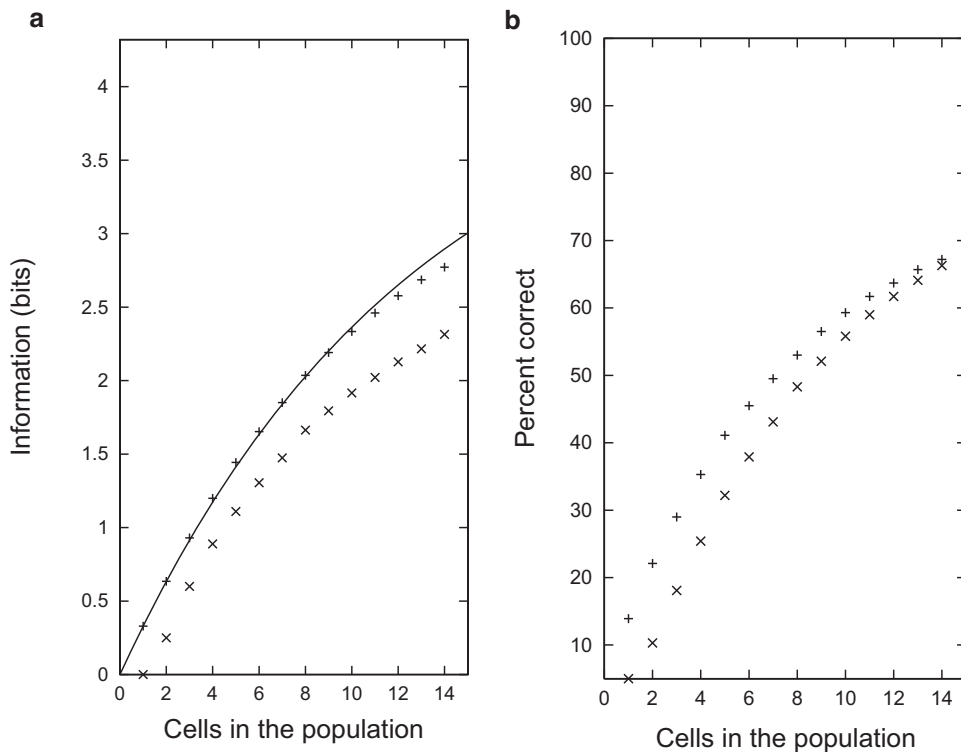 a
4
3.5
3
2.5
2
1.5
1
0.5
0
0 2 4 6 8 10 12 14
Information (bits)
Cells in the population
b
100
90
80
70
60
50
40
30
20
10
0 2 4 6 8 10 12 14
Percent correct
Cells in the population